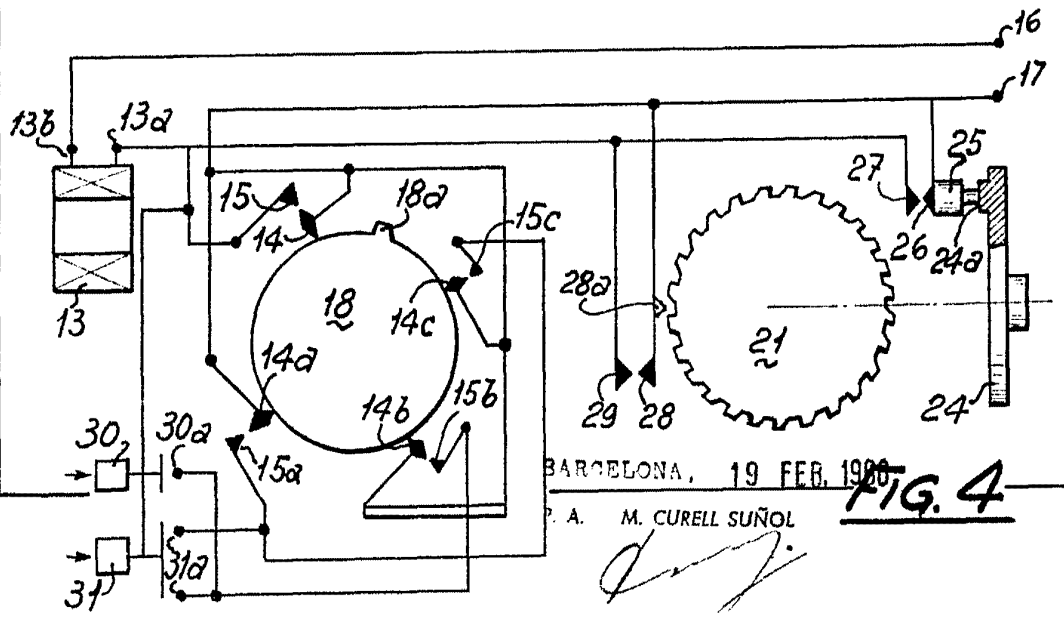 16
17
13b
13a
25
27
15
18a
15c
14
26
24a
28a
13
18
14c
21
14a
29
28
14b
15b
24
30
30a
15a
BARCELONA, 19 FEB. 1980
FIG. 4
P. A. M. CURELL SUÑOL
31a
31